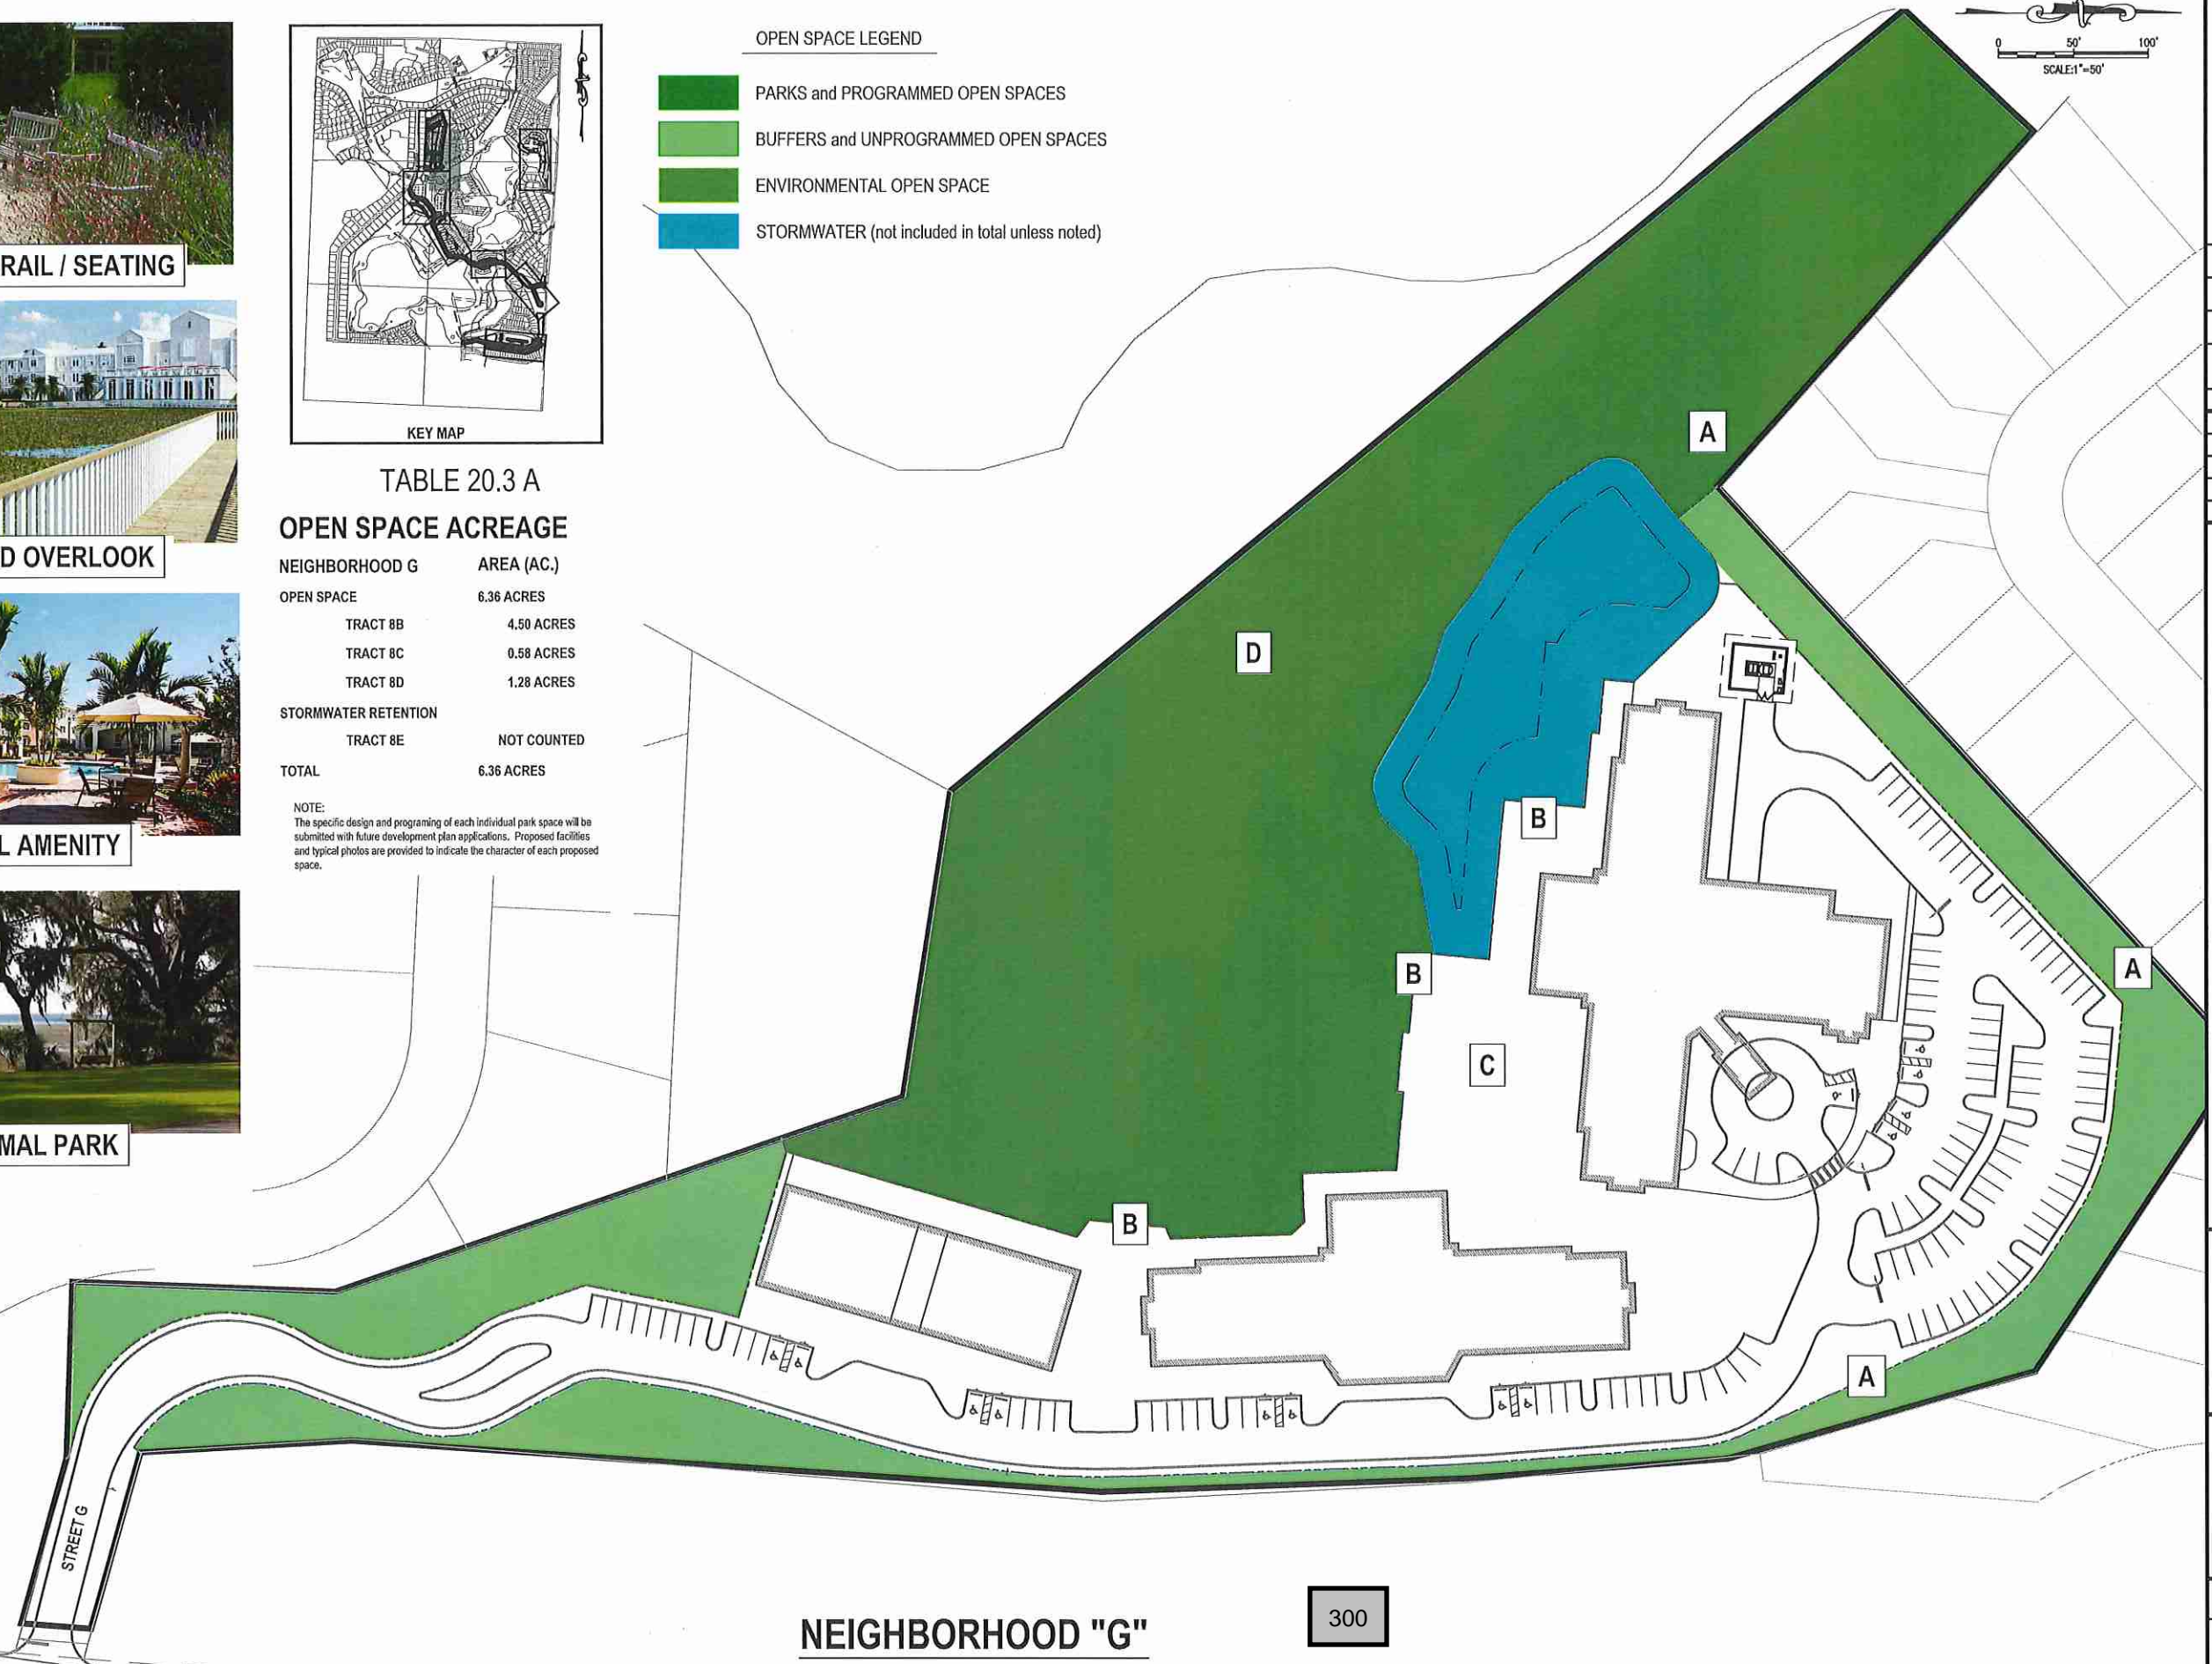 RAIL / SEATING
D OVERLOOK
L AMENITY
MAL PARK
KEY MAP
TABLE 20.3 A
OPEN SPACE ACREAGE
NEIGHBORHOOD G AREA (AC.)
OPEN SPACE 6.36 ACRES
TRACT 8B 4.50 ACRES
TRACT 8C 0.58 ACRES
TRACT 8D 1.28 ACRES
STORMWATER RETENTION
TRACT 8E NOT COUNTED
TOTAL 6.36 ACRES
NOTE:
The specific design and programing of each individual park space will be
submitted with future development plan applications. Proposed facilities
and typical photos are provided to indicate the character of each proposed
space.
OPEN SPACE LEGEND
PARKS and PROGRAMMED OPEN SPACES
BUFFERS and UNPROGRAMMED OPEN SPACES
ENVIRONMENTAL OPEN SPACE
STORMWATER (not included in total unless noted)
0 50' 100'
SCALE:1"=50'
A
D
B
B
A
C
B
A
STREET G
NEIGHBORHOOD "G"
300